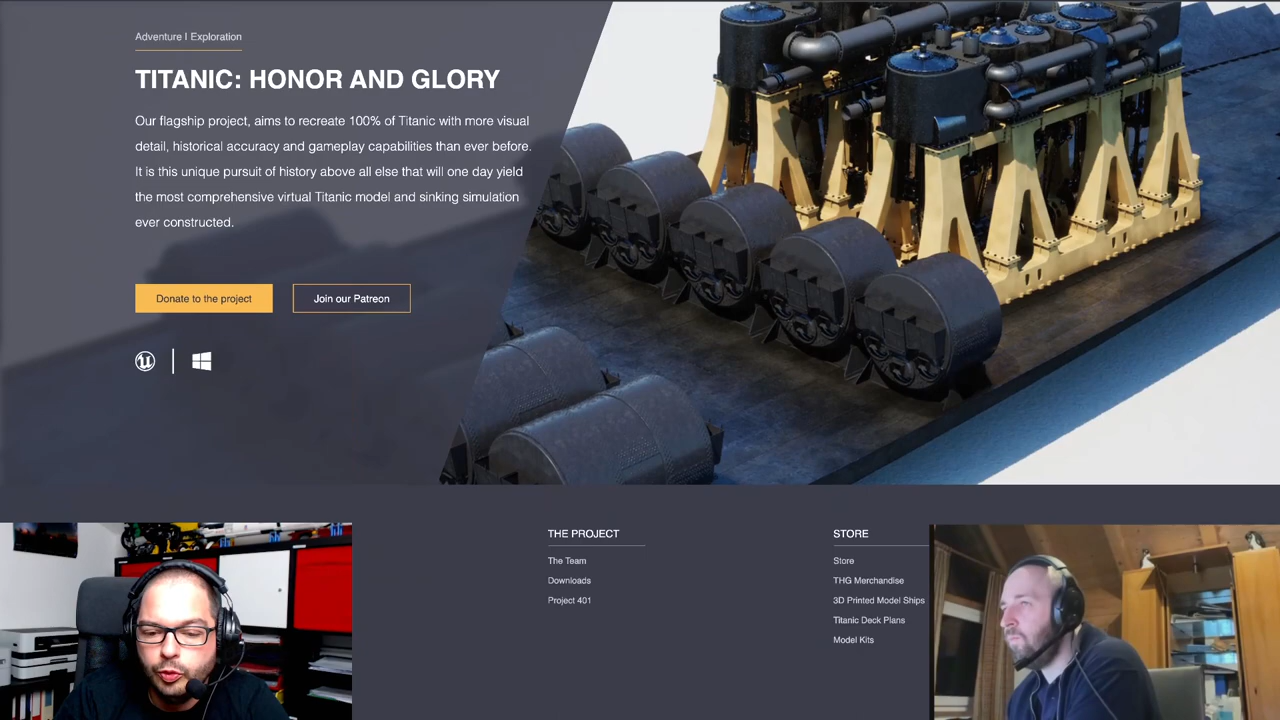 Adventure I Exploration
TITANIC: HONOR AND GLORY
Our flagship project, aims to recreate 100% of Titanic with more visual
detail, historical accuracy and gameplay capabilities than ever before.
It is this unique pursuit of history above all else that will one day yield
the most comprehensive virtual Titanic model and sinking simulation
ever constructed.
Donate to the project
Join our Patreon
THE PROJECT
The Team
Downloads
Project 401
STORE
Store
THG Merchandise
3D Printed Model Ships
Titanic Deck Plans
Model Kits